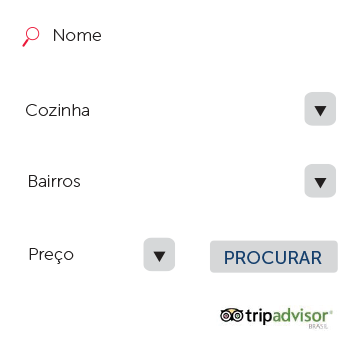 Nome
Cozinha
Bairros
Preço
PROCURAR
tripadvisor®
BRASIL